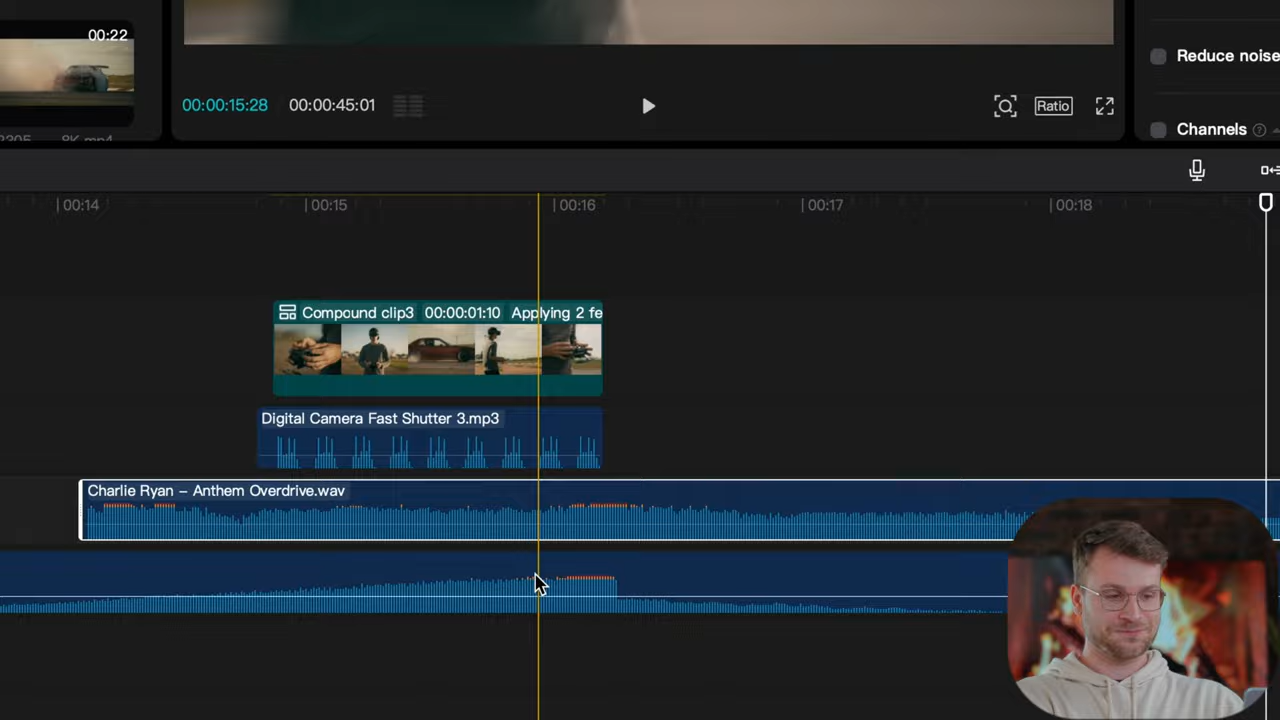 00:22
Reduce noise
00:00:15:28 00:00:45:01
Ratio
Channels
8K.mp4
00:14 00:15 00:16 00:17 00:18
Compound clip3 00:00:01:10 Applying 2 fe
Digital Camera Fast Shutter 3.mp3
Charlie Ryan – Anthem Overdrive.wav